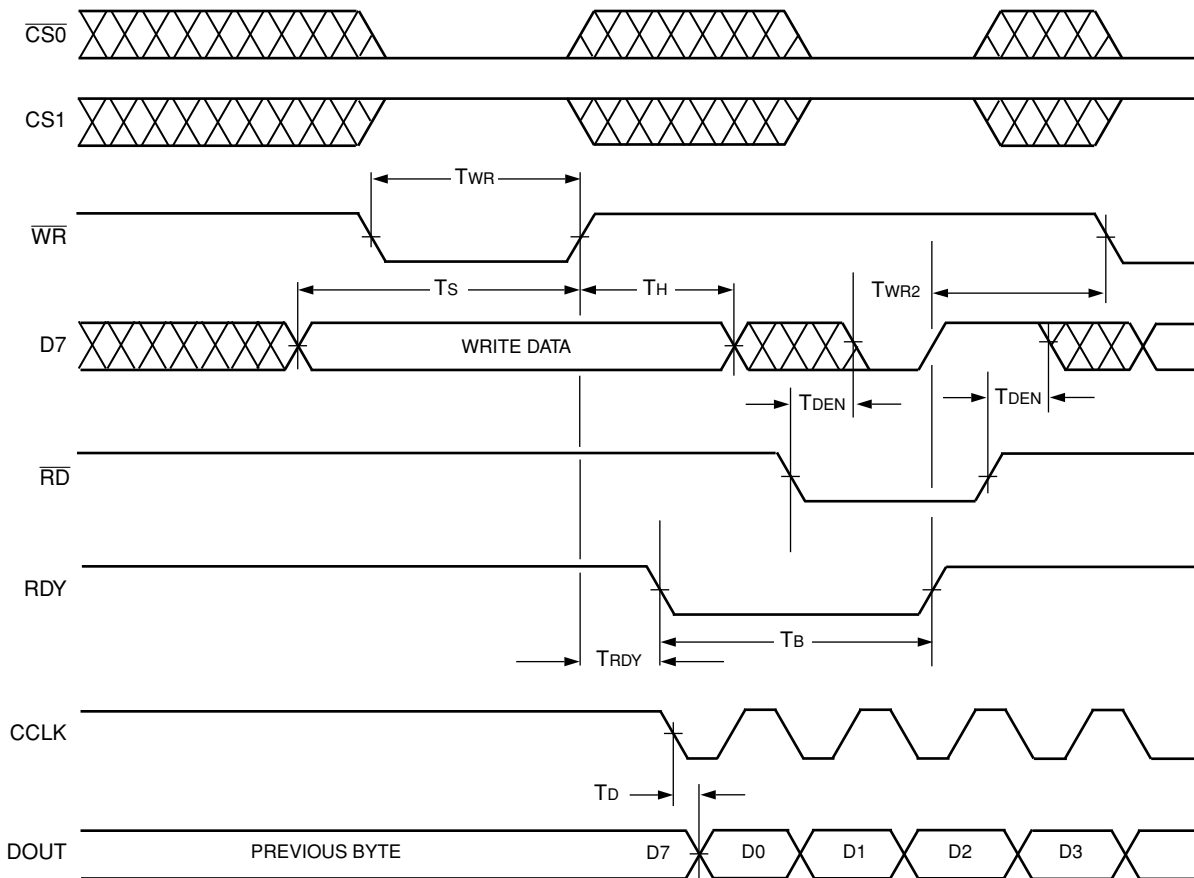 CS0
CS1
TWR
WR
TS TH TWR2
D7 WRITE DATA
TDEN TDEN
RD
RDY
TB
TRDY
CCLK
TD
DOUT PREVIOUS BYTE D7 D0 D1 D2 D3